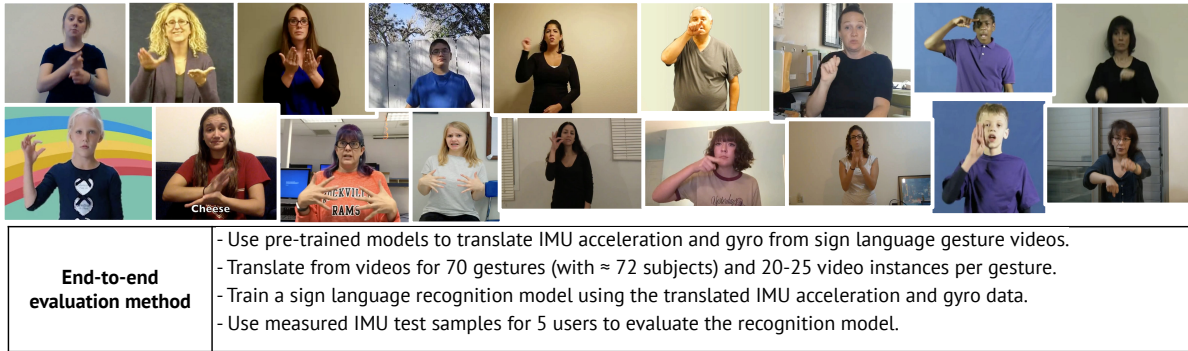 Cheese
RAMS
End-to-end
evaluation method
- Use pre-trained models to translate IMU acceleration and gyro from sign language gesture videos.
- Translate from videos for 70 gestures (with ≈ 72 subjects) and 20-25 video instances per gesture.
- Train a sign language recognition model using the translated IMU acceleration and gyro data.
- Use measured IMU test samples for 5 users to evaluate the recognition model.